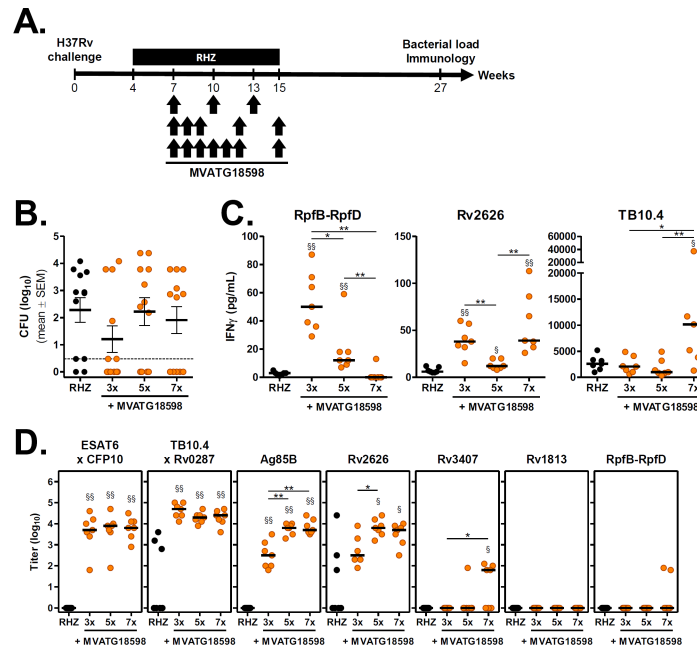 A.
H37Rv
challenge
RHZ
Bacterial load
Immunology
Weeks
0 4 7 10 13 15 27
MVATG18598
B.
CFU (log10)
(mean ± SEM)
5
4
3
2
1
0
RHZ 3x 5x 7x
+ MVATG18598
C.
RpfB-RpfD
IFNγ (pg/mL)
120
90
60
30
0
**
*
**
§§
§§
RHZ 3x 5x 7x
+ MVATG18598
Rv2626
150
100
50
0
**
**
§§
§
§§
RHZ 3x 5x 7x
+ MVATG18598
TB10.4
60000
40000
20000
15000
10000
5000
0
*
**
§
RHZ 3x 5x 7x
+ MVATG18598
D.
Titer (log10)
6
5
4
3
2
1
0
ESAT6
x CFP10
§§ §§ §§
RHZ 3x 5x 7x
+ MVATG18598
TB10.4
x Rv0287
§§ §§ §§
RHZ 3x 5x 7x
+ MVATG18598
Ag85B
**
**
§§ §§ §§
RHZ 3x 5x 7x
+ MVATG18598
Rv2626
*
§ §
RHZ 3x 5x 7x
+ MVATG18598
Rv3407
*
§
RHZ 3x 5x 7x
+ MVATG18598
Rv1813
RHZ 3x 5x 7x
+ MVATG18598
RpfB-RpfD
RHZ 3x 5x 7x
+ MVATG18598